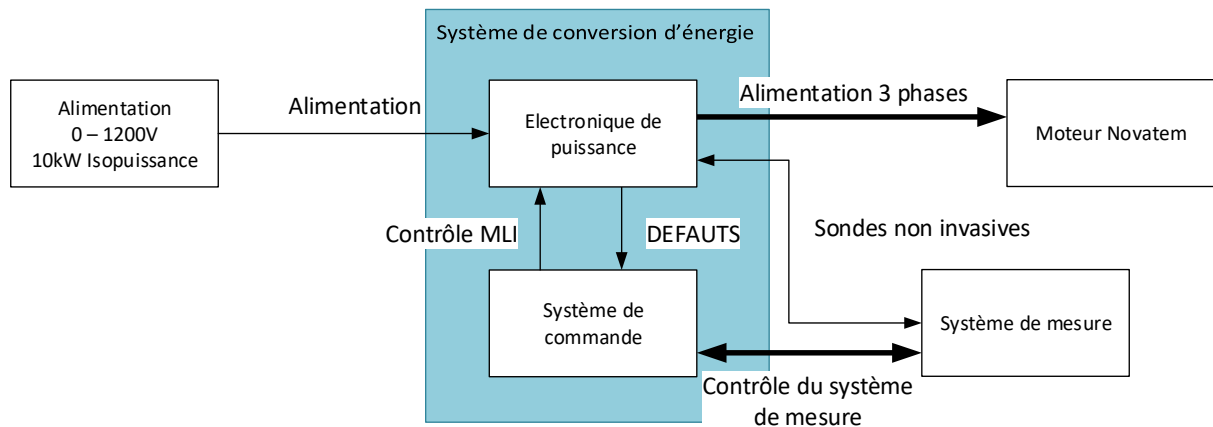 Système de conversion d'énergie
Alimentation
0 – 1200V
10kW Isopuissance
Alimentation
Electronique de
puissance
Alimentation 3 phases
Moteur Novatem
Contrôle MLI
DEFAUTS
Sondes non invasives
Système de
commande
Système de mesure
Contrôle du système
de mesure